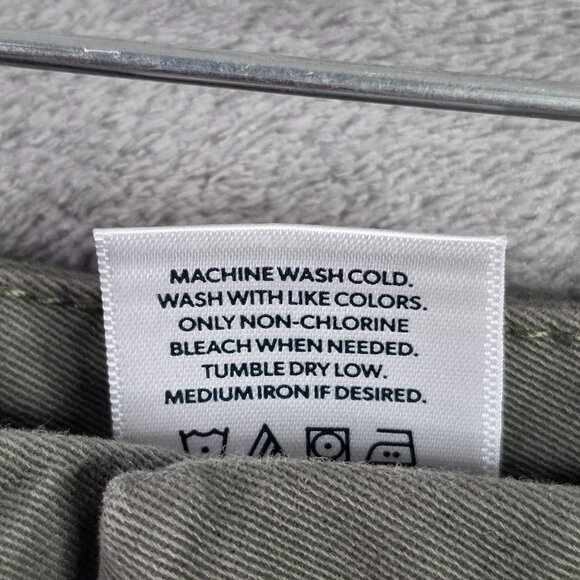 MACHINE WASH COLD.
WASH WITH LIKE COLORS.
ONLY NON-CHLORINE
BLEACH WHEN NEEDED.
TUMBLE DRY LOW.
MEDIUM IRON IF DESIRED.